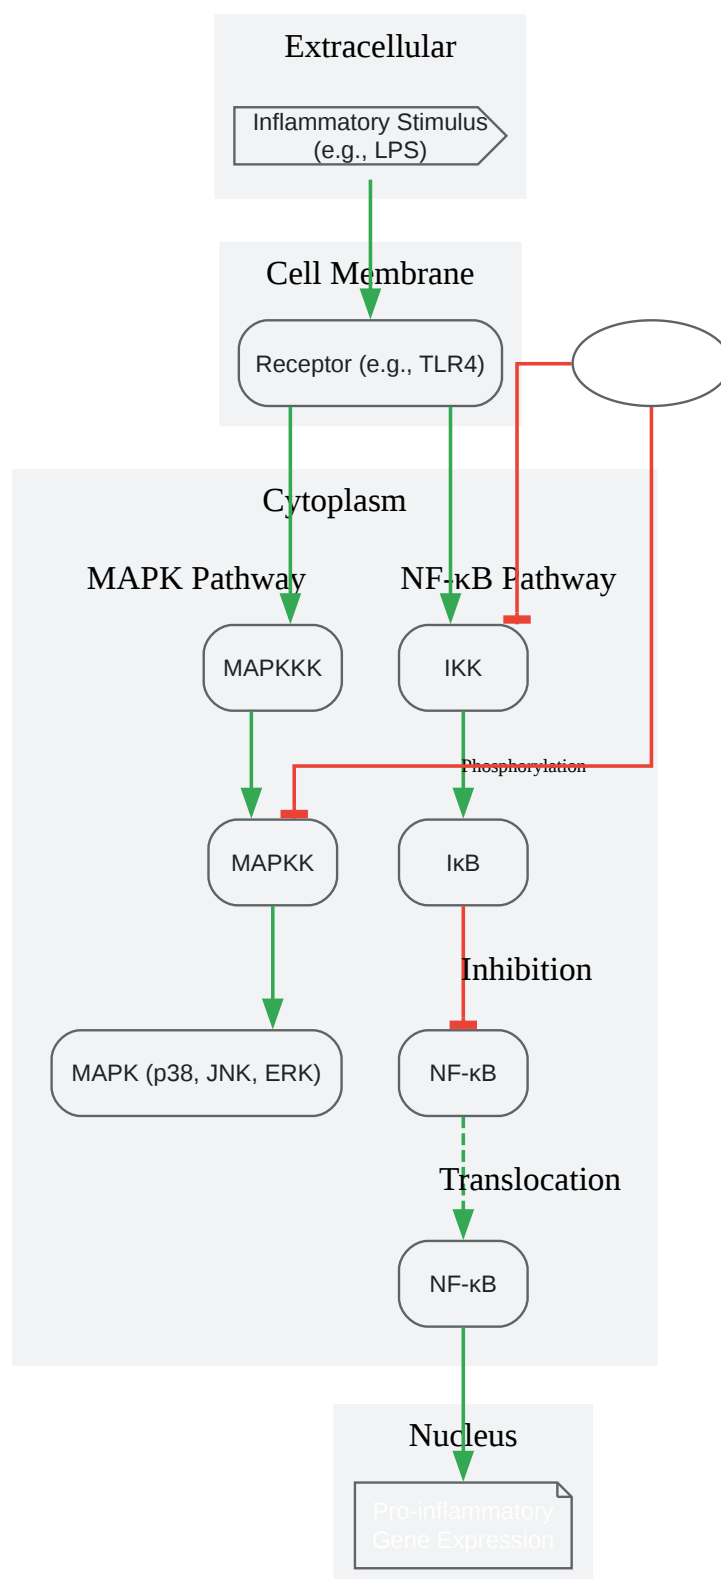 Extracellular
Inflammatory Stimulus
(e.g., LPS)
Cell Membrane
Receptor (e.g., TLR4)
Cytoplasm
MAPK Pathway
NF-κB Pathway
MAPKKK
IKK
Phosphorylation
MAPKK
IκB
Inhibition
MAPK (p38, JNK, ERK)
NF-κB
Translocation
NF-κB
Nucleus
Pro-inflammatory
Gene Expression